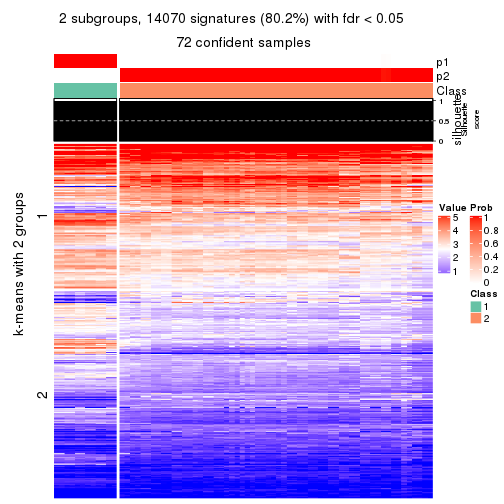 2 subgroups, 14070 signatures (80.2%) with fdr < 0.05
72 confident samples
p1
p2
Class
1
0.5
0
silhouette
Silhouette
score
k-means with 2 groups
1
2
Value
5
4
3
2
1
Prob
1
0.8
0.6
0.4
0.2
0
Class
1
2